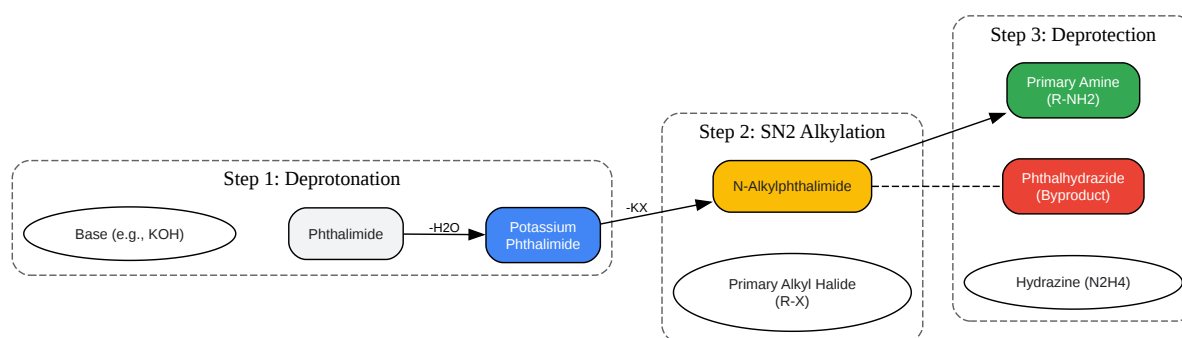 Step 1: Deprotonation
Base (e.g., KOH)
Phthalimide
-H2O
Potassium
Phthalimide
-KX
Step 2: SN2 Alkylation
N-Alkylphthalimide
Primary Alkyl Halide
(R-X)
Step 3: Deprotection
Primary Amine
(R-NH2)
Phthalhydrazide
(Byproduct)
Hydrazine (N2H4)